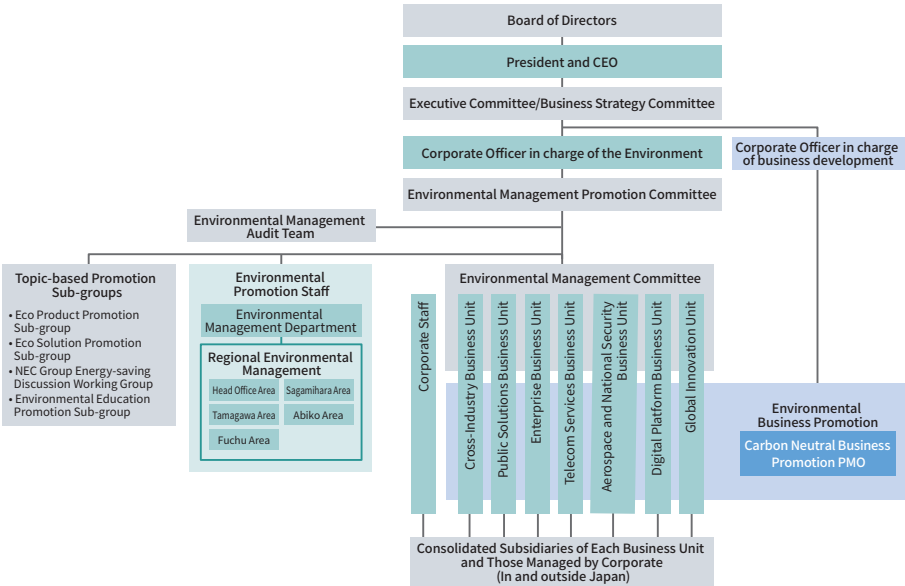 Board of Directors
President and CEO
Executive Committee/Business Strategy Committee
Corporate Officer in charge of the Environment
Corporate Officer in charge
of business development
Environmental Management Promotion Committee
Environmental Management
Audit Team
Topic-based Promotion
Sub-groups
• Eco Product Promotion
Sub-group
• Eco Solution Promotion
Sub-group
• NEC Group Energy-saving
Discussion Working Group
• Environmental Education
Promotion Sub-group
Environmental
Promotion Staff
Environmental
Management Department
Regional Environmental
Management
Head Office Area
Sagamihara Area
Tamagawa Area
Abiko Area
Fuchu Area
Environmental Management Committee
Corporate Staff
Cross-Industry Business Unit
Public Solutions Business Unit
Enterprise Business Unit
Telecom Services Business Unit
Aerospace and National Security
Business Unit
Digital Platform Business Unit
Global Innovation Unit
Environmental
Business Promotion
Carbon Neutral Business
Promotion PMO
Consolidated Subsidiaries of Each Business Unit
and Those Managed by Corporate
(In and outside Japan)